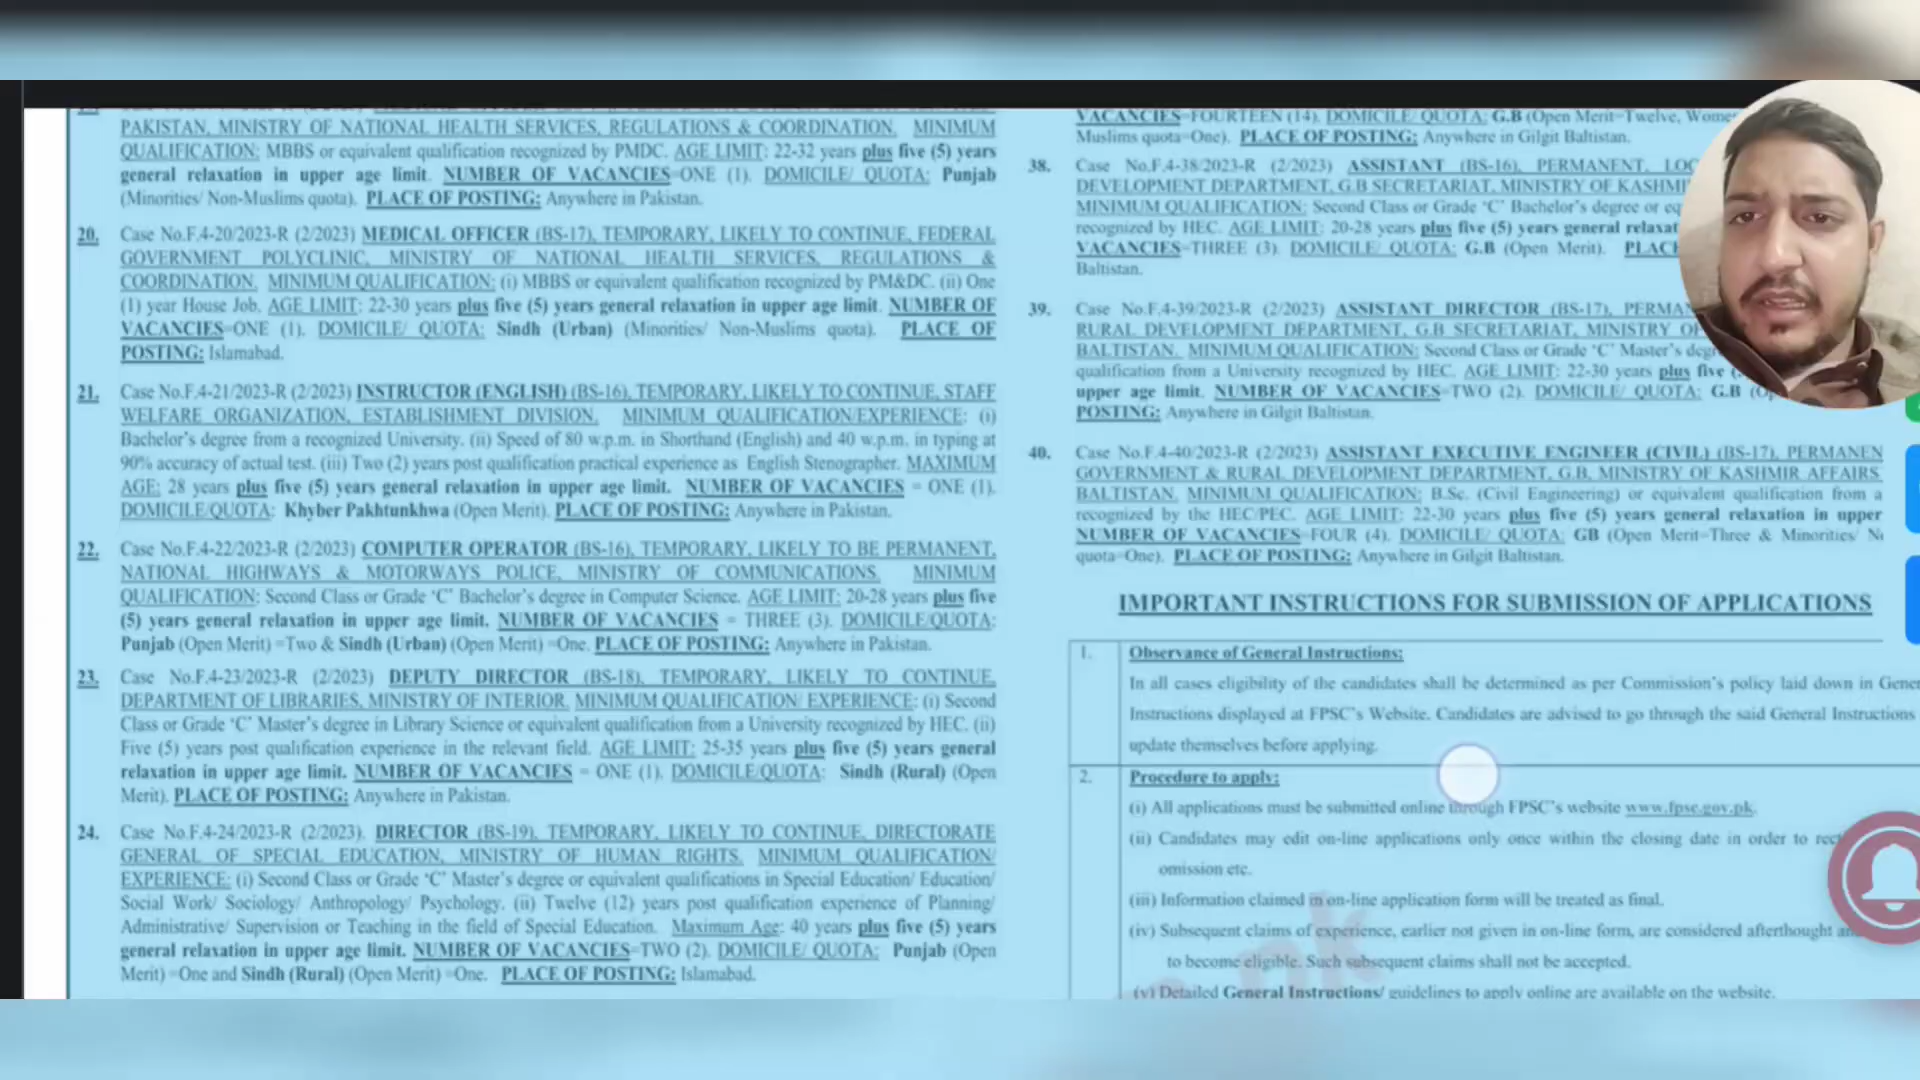 PAKISTAN, MINISTRY OF NATIONAL HEALTH SERVICES, REGULATIONS & COORDINATION. MINIMUM
QUALIFICATION: MBBS or equivalent qualification recognized by PMDC. AGE LIMIT: 22-32 years plus five (5) years
general relaxation in upper age limit. NUMBER OF VACANCIES=ONE (1). DOMICILE/ QUOTA: Punjab
(Minorities/ Non-Muslims quota). PLACE OF POSTING: Anywhere in Pakistan.
20. Case No.F.4-20/2023-R (2/2023) MEDICAL OFFICER (BS-17), TEMPORARY, LIKELY TO CONTINUE, FEDERAL
GOVERNMENT POLYCLINIC, MINISTRY OF NATIONAL HEALTH SERVICES, REGULATIONS &
COORDINATION. MINIMUM QUALIFICATION: (i) MBBS or equivalent qualification recognized by PM&DC. (ii) One
(1) year House Job. AGE LIMIT: 22-30 years plus five (5) years general relaxation in upper age limit. NUMBER OF
VACANCIES=ONE (1). DOMICILE/ QUOTA: Sindh (Urban) (Minorities/ Non-Muslims quota). PLACE OF
POSTING: Islamabad.
21. Case No.F.4-21/2023-R (2/2023) INSTRUCTOR (ENGLISH) (BS-16), TEMPORARY, LIKELY TO CONTINUE, STAFF
WELFARE ORGANIZATION, ESTABLISHMENT DIVISION. MINIMUM QUALIFICATION/EXPERIENCE: (i)
Bachelor's degree from a recognized University. (ii) Speed of 80 w.p.m. in Shorthand (English) and 40 w.p.m. in typing at
90% accuracy of actual test. (iii) Two (2) years post qualification practical experience as English Stenographer. MAXIMUM
AGE: 28 years plus five (5) years general relaxation in upper age limit. NUMBER OF VACANCIES = ONE (1).
DOMICILE/QUOTA: Khyber Pakhtunkhwa (Open Merit). PLACE OF POSTING: Anywhere in Pakistan.
22. Case No.F.4-22/2023-R (2/2023) COMPUTER OPERATOR (BS-16), TEMPORARY, LIKELY TO BE PERMANENT,
NATIONAL HIGHWAYS & MOTORWAYS POLICE, MINISTRY OF COMMUNICATIONS. MINIMUM
QUALIFICATION: Second Class or Grade 'C' Bachelor's degree in Computer Science. AGE LIMIT: 20-28 years plus five
(5) years general relaxation in upper age limit. NUMBER OF VACANCIES = THREE (3). DOMICILE/QUOTA:
Punjab (Open Merit) =Two & Sindh (Urban) (Open Merit) =One. PLACE OF POSTING: Anywhere in Pakistan.
23. Case No.F.4-23/2023-R (2/2023) DEPUTY DIRECTOR (BS-18), TEMPORARY, LIKELY TO CONTINUE,
DEPARTMENT OF LIBRARIES, MINISTRY OF INTERIOR. MINIMUM QUALIFICATION/ EXPERIENCE: (i) Second
Class or Grade 'C' Master's degree in Library Science or equivalent qualification from a University recognized by HEC. (ii)
Five (5) years post qualification experience in the relevant field. AGE LIMIT: 25-35 years plus five (5) years general
relaxation in upper age limit. NUMBER OF VACANCIES = ONE (1). DOMICILE/QUOTA: Sindh (Rural) (Open
Merit). PLACE OF POSTING: Anywhere in Pakistan.
24. Case No.F.4-24/2023-R (2/2023). DIRECTOR (BS-19), TEMPORARY, LIKELY TO CONTINUE, DIRECTORATE
GENERAL OF SPECIAL EDUCATION, MINISTRY OF HUMAN RIGHTS. MINIMUM QUALIFICATION/
EXPERIENCE: (i) Second Class or Grade 'C' Master's degree or equivalent qualifications in Special Education/ Education/
Social Work/ Sociology/ Anthropology/ Psychology. (ii) Twelve (12) years post qualification experience of Planning/
Administrative/ Supervision or Teaching in the field of Special Education. Maximum Age: 40 years plus five (5) years
general relaxation in upper age limit. NUMBER OF VACANCIES=TWO (2). DOMICILE/ QUOTA: Punjab (Open
Merit) =One and Sindh (Rural) (Open Merit) =One. PLACE OF POSTING: Islamabad.
VACANCIES=FOURTEEN (14). DOMICILE/ QUOTA: G.B (Open Merit=Twelve, Wome
Muslims quota=One). PLACE OF POSTING: Anywhere in Gilgit Baltistan.
38. Case No.F.4-38/2023-R (2/2023) ASSISTANT (BS-16), PERMANENT, LOC
DEVELOPMENT DEPARTMENT, G.B SECRETARIAT, MINISTRY OF KASHMI
MINIMUM QUALIFICATION: Second Class or Grade 'C' Bachelor's degree or eq
recognized by HEC. AGE LIMIT: 20-28 years plus five (5) years general relaxat
VACANCIES=THREE (3). DOMICILE/ QUOTA: G.B (Open Merit). PLAC
Baltistan.
39. Case No.F.4-39/2023-R (2/2023) ASSISTANT DIRECTOR (BS-17), PERMA
RURAL DEVELOPMENT DEPARTMENT, G.B SECRETARIAT, MINISTRY OF
BALTISTAN. MINIMUM QUALIFICATION: Second Class or Grade 'C' Master's degr
qualification from a University recognized by HEC. AGE LIMIT: 22-30 years plus five (
upper age limit. NUMBER OF VACANCIES=TWO (2). DOMICILE/ QUOTA: G.B (Op
POSTING: Anywhere in Gilgit Baltistan.
40. Case No.F.4-40/2023-R (2/2023) ASSISTANT EXECUTIVE ENGINEER (CIVIL) (BS-17), PERMANEN
GOVERNMENT & RURAL DEVELOPMENT DEPARTMENT, G.B, MINISTRY OF KASHMIR AFFAIRS
BALTISTAN. MINIMUM QUALIFICATION: B.Sc. (Civil Engineering) or equivalent qualification from a
recognized by the HEC/PEC. AGE LIMIT: 22-30 years plus five (5) years general relaxation in upper
NUMBER OF VACANCIES=FOUR (4). DOMICILE/ QUOTA: GB (Open Merit=Three & Minorities/ N
quota=One). PLACE OF POSTING: Anywhere in Gilgit Baltistan.
IMPORTANT INSTRUCTIONS FOR SUBMISSION OF APPLICATIONS
1. Observance of General Instructions:
In all cases eligibility of the candidates shall be determined as per Commission's policy laid down in Gener
Instructions displayed at FPSC's Website. Candidates are advised to go through the said General Instructions
update themselves before applying.
2. Procedure to apply:
(i) All applications must be submitted online through FPSC's website www.fpsc.gov.pk.
(ii) Candidates may edit on-line applications only once within the closing date in order to rect
omission etc.
(iii) Information claimed in on-line application form will be treated as final.
(iv) Subsequent claims of experience, earlier not given in on-line form, are considered afterthought an
to become eligible. Such subsequent claims shall not be accepted.
(v) Detailed General Instructions/ guidelines to apply online are available on the website.